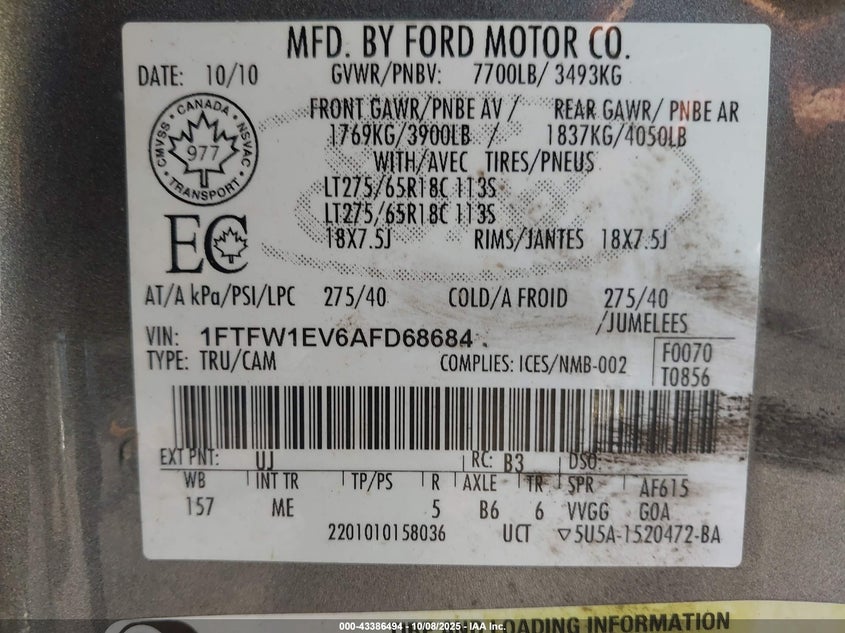 MFD. BY FORD MOTOR CO.
DATE: 10/10 GVWR/PNBV: 7700LB/ 3493KG
FRONT GAWR/PNBE AV / REAR GAWR/ PNBE AR
1769KG/3900LB / 1837KG/4050LB
WITH/AVEC TIRES/PNEUS
LT275/65R18C 113S
LT275/65R18C 113S
18X7.5J RIMS/JANTES 18X7.5J
CANADA
CMVSS NSVAC
977
TRANSPORT
EC
AT/A kPa/PSI/LPC 275/40 COLD/A FROID 275/40
/JUMELEES
VIN: 1FTFW1EV6AFD68684
TYPE: TRU/CAM COMPLIES: ICES/NMB-002
F0070
T0856
EXT PNT: UJ RC: B3 DSO:
WB INT TR TP/PS R AXLE TR SPR AF615
157 ME 5 B6 6 VVGG GOA
2201010158036 UCT ▽5U5A-1520472-BA
LOADING INFORMATION
000-43386494 - 10/08/2025 - IAA Inc.